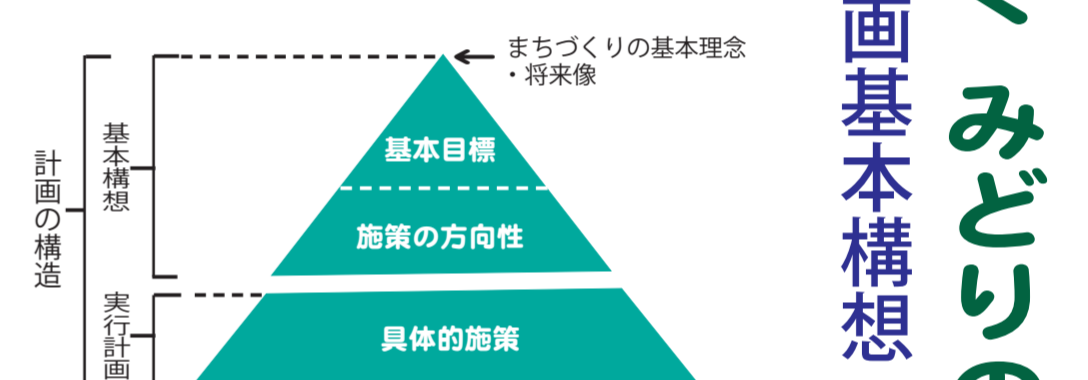 みどりの
画基本構想
まちづくりの基本理念
・将来像
基本目標
施策の方向性
具体的施策
基本構想
実行計画
計画の構造